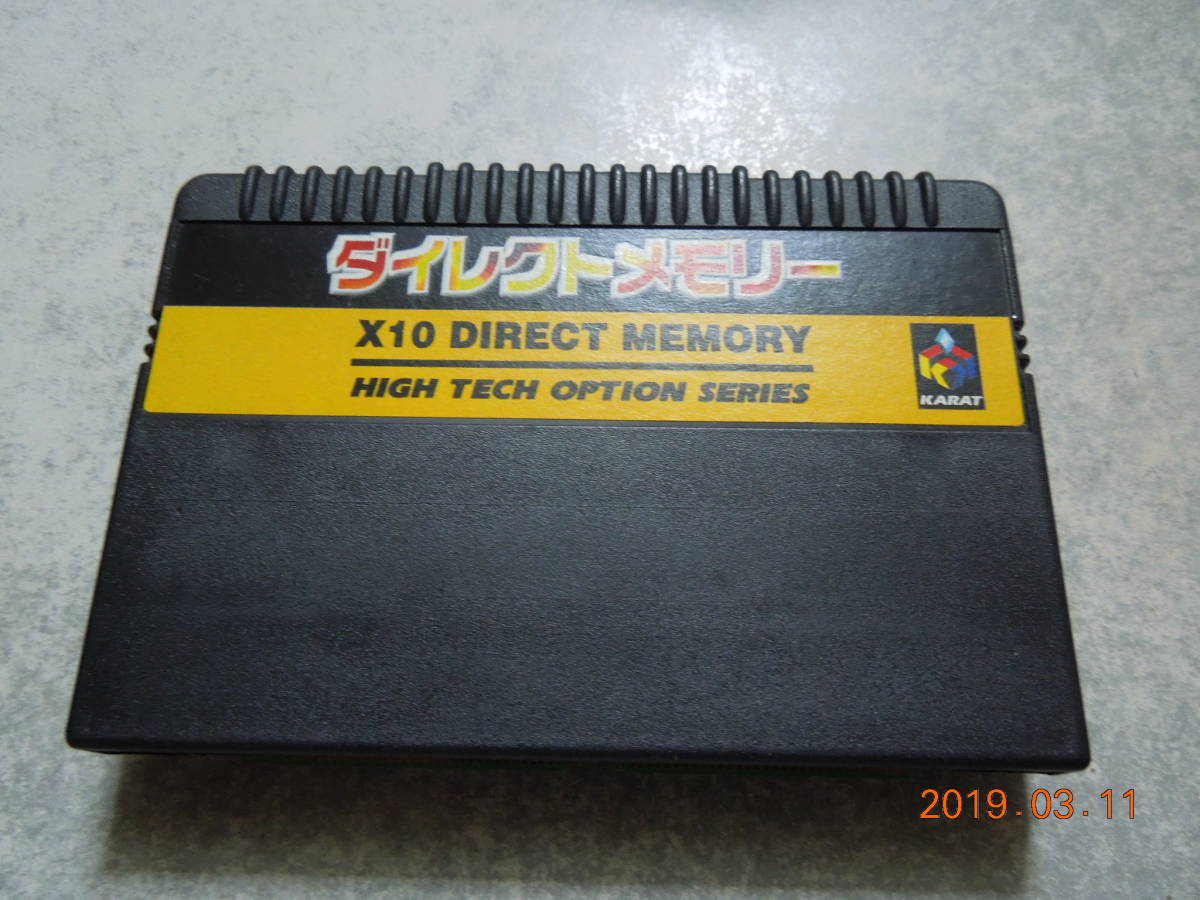 ダイレクトメモリー
X10 DIRECT MEMORY
HIGH TECH OPTION SERIES
KARAT
2019.03.11